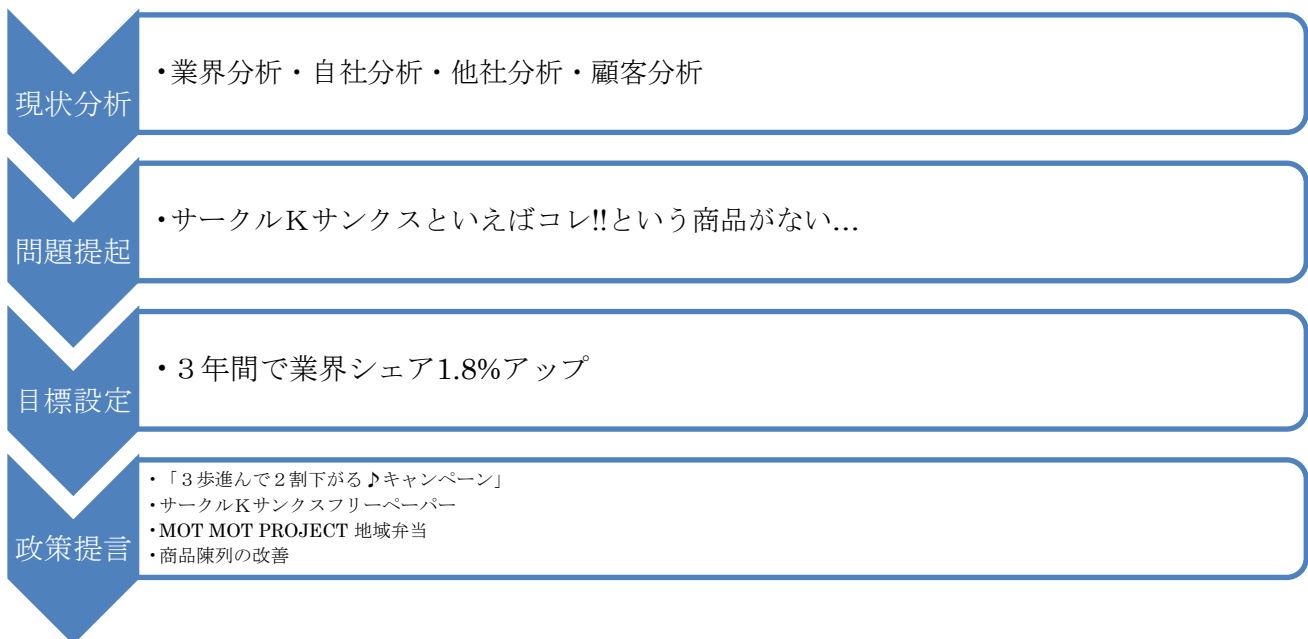 現状分析
・業界分析・自社分析・他社分析・顧客分析
問題提起
・サークルKサンクスといえばコレ!!という商品がない…
目標設定
・３年間で業界シェア1.8%アップ
政策提言
・「３歩進んで２割下がる♪キャンペーン」
・サークルKサンクスフリーペーパー
・MOT MOT PROJECT 地域弁当
・商品陳列の改善